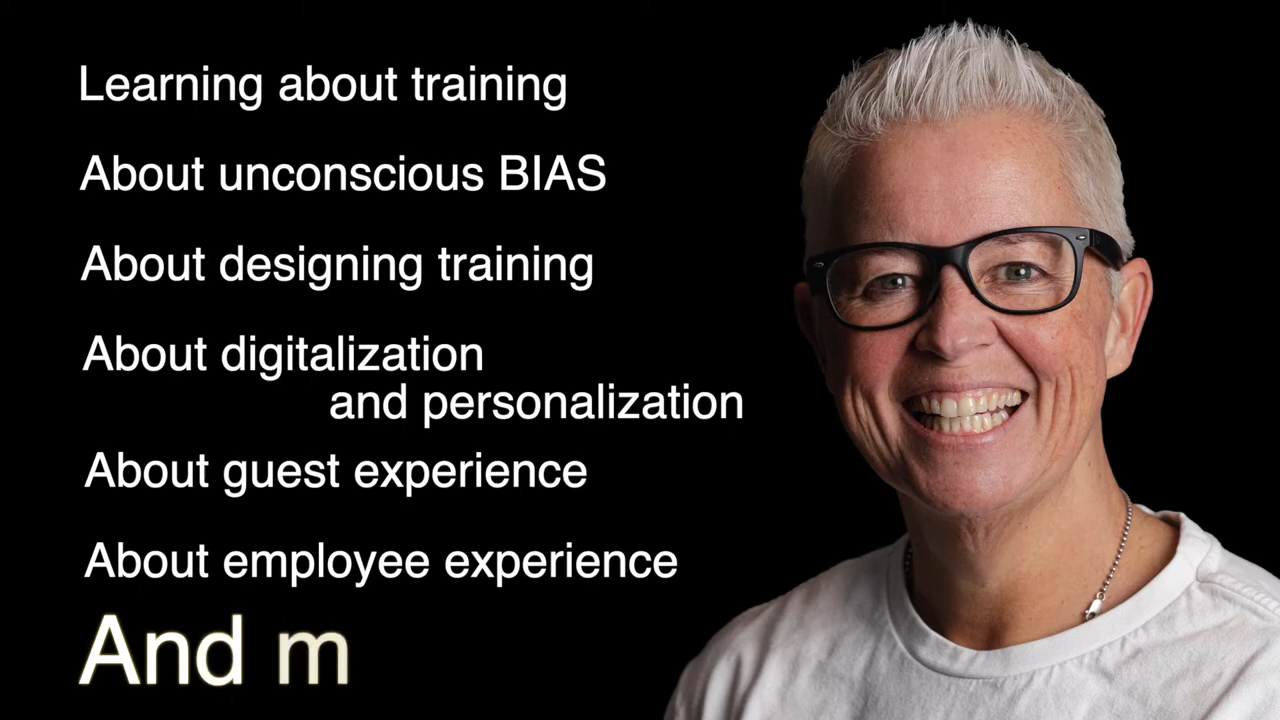 Learning about training
About unconscious BIAS
About designing training
About digitalization
and personalization
About guest experience
About employee experience
And m